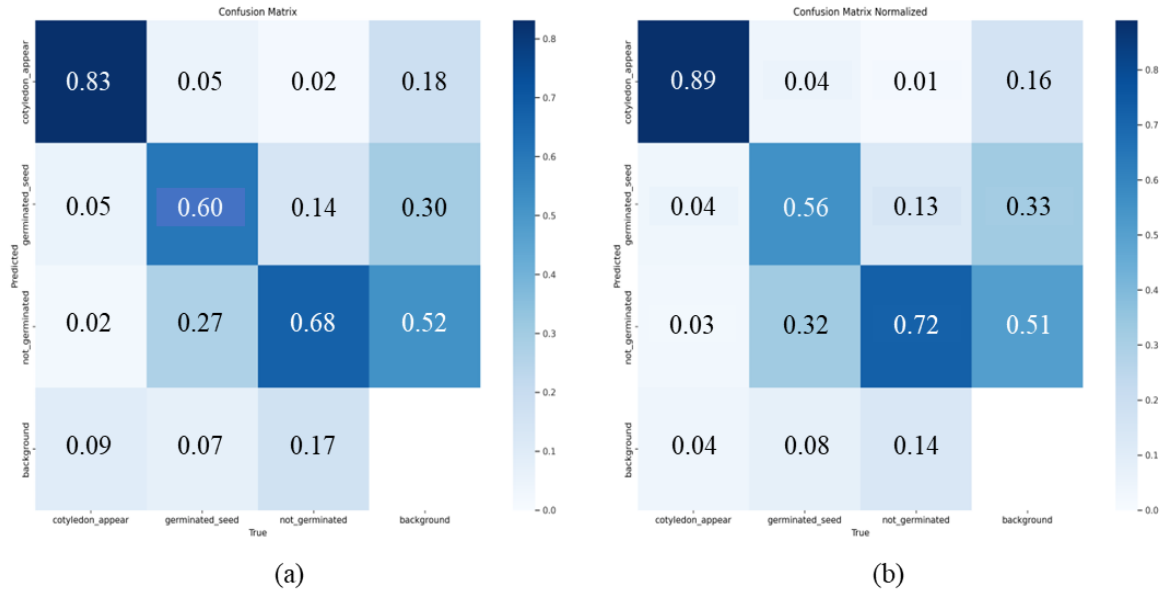 Confusion Matrix
cotyledon_appear
0.83 0.05 0.02 0.18
germinated_seed
0.05 0.60 0.14 0.30
Predicted
not_germinated
0.02 0.27 0.68 0.52
background
0.09 0.07 0.17
cotyledon_appear germinated_seed not_germinated background
True
0.8
0.7
0.6
0.5
0.4
0.3
0.2
0.1
0.0
(a)
Confusion Matrix Normalized
cotyledon_appear
0.89 0.04 0.01 0.16
germinated_seed
0.04 0.56 0.13 0.33
Predicted
not_germinated
0.03 0.32 0.72 0.51
background
0.04 0.08 0.14
cotyledon_appear germinated_seed not_germinated background
True
0.8
0.7
0.6
0.5
0.4
0.3
0.2
0.1
0.0
(b)